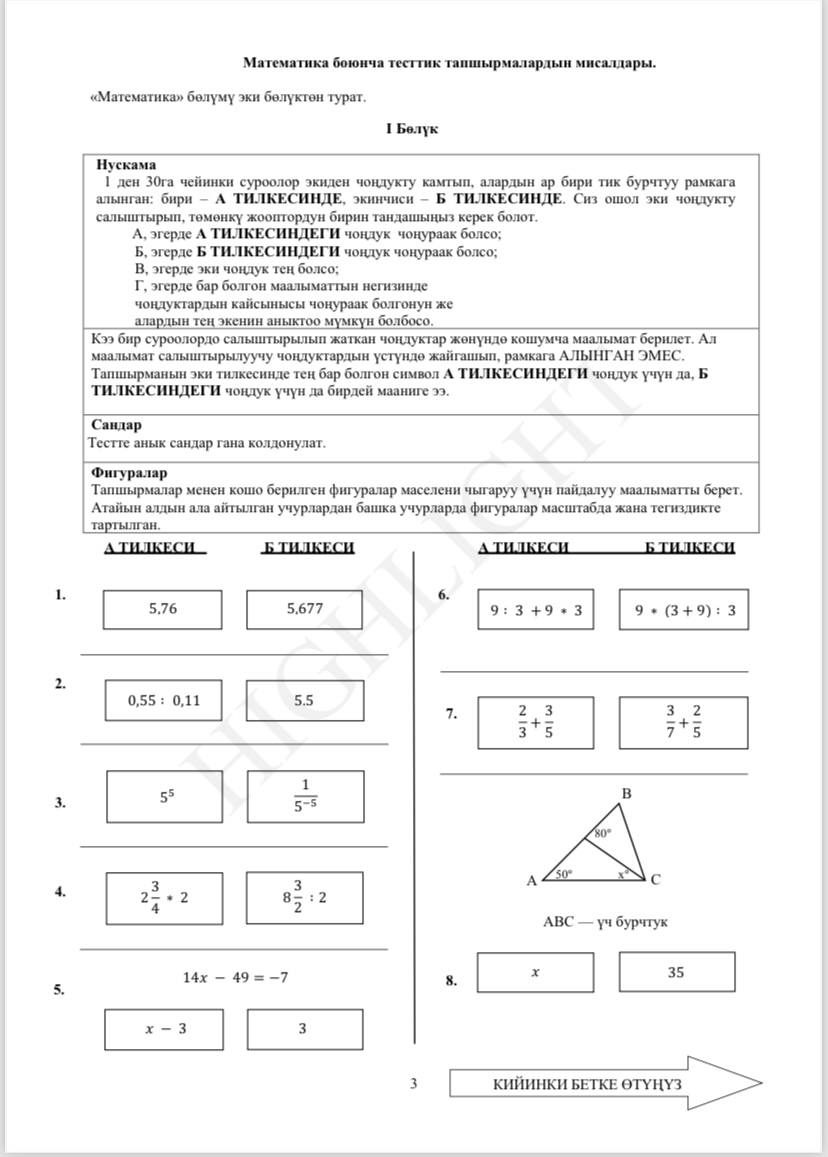 Математика боюнча тесттик тапшырмалардын мисалдары.
«Математика» бөлүмү эки бөлүктөн турат.
I Бөлүк
Нускама
1 ден 30га чейинки суроолор экиден чоңдукту камтып, алардын ар бири тик бурчтуу рамкага
алынган: бири – А ТИЛКЕСИНДЕ, экинчиси – Б ТИЛКЕСИНДЕ. Сиз ошол эки чоңдукту
салыштырып, төмөнкү жооптордун бирин тандашыңыз керек болот.
А, эгерде А ТИЛКЕСИНДЕГИ чоңдук чоңураак болсо;
Б, эгерде Б ТИЛКЕСИНДЕГИ чоңдук чоңураак болсо;
В, эгерде эки чоңдук тең болсо;
Г, эгерде бар болгон маалыматтын негизинде
чоңдуктардын кайсынысы чоңураак болгонун же
алардын тең экенин аныктоо мүмкүн болбосо.
Кээ бир суроолордо салыштырылып жаткан чоңдуктар жөнүндө кошумча маалымат берилет. Ал
маалымат салыштырылуучу чоңдуктардын үстүндө жайгашып, рамкага АЛЫНГАН ЭМЕС.
Тапшырманын эки тилкесинде тең бар болгон символ А ТИЛКЕСИНДЕГИ чоңдук үчүн да, Б
ТИЛКЕСИНДЕГИ чоңдук үчүн да бирдей мааниге ээ.
Сандар
Тестте анык сандар гана колдонулат.
Фигуралар
Тапшырмалар менен кошо берилген фигуралар маселени чыгаруу үчүн пайдалуу маалыматты берет.
Атайын алдын ала айтылган учурлардан башка учурларда фигуралар масштабда жана тегиздикте
тартылган.
А ТИЛКЕСИ Б ТИЛКЕСИ
1. 5,76 5,677
2. 0,55 : 0,11 5.5
3. 5⁵ 1/5⁻⁵
4. 2 3/4 * 2 8 3/2 : 2
5. 14x − 49 = −7
x − 3 3
А ТИЛКЕСИ Б ТИЛКЕСИ
6. 9 : 3 + 9 * 3 9 * (3 + 9) : 3
7. 2/3 + 3/5 3/7 + 2/5
B
80°
A 50° x° C
ABC — үч бурчтук
8. x 35
3 КИЙИНКИ БЕТКЕ ӨТҮҢҮЗ
HIGHLIGHT